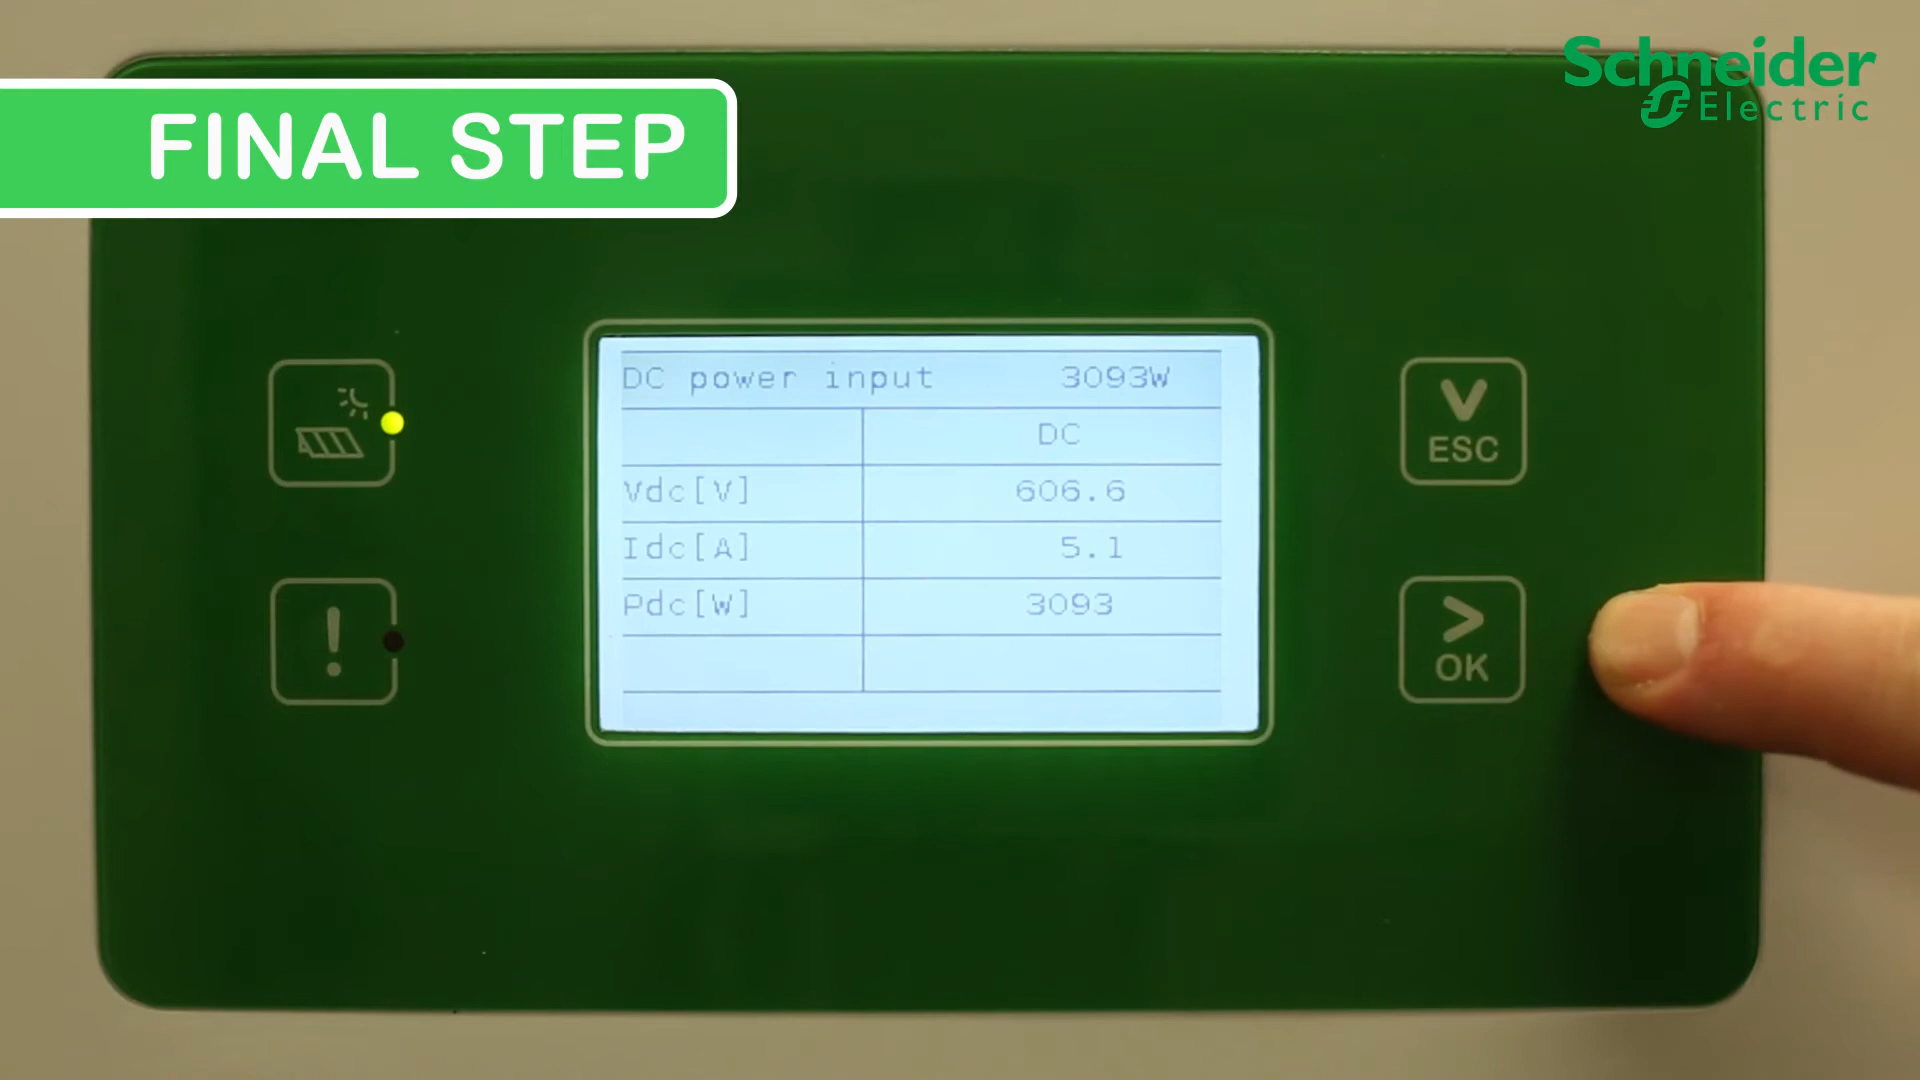 Schneider
Electric
FINAL STEP
DC power input 3093W
DC
Vdc[V] 606.6
Idc[A] 5.1
Pdc[W] 3093
ESC
OK